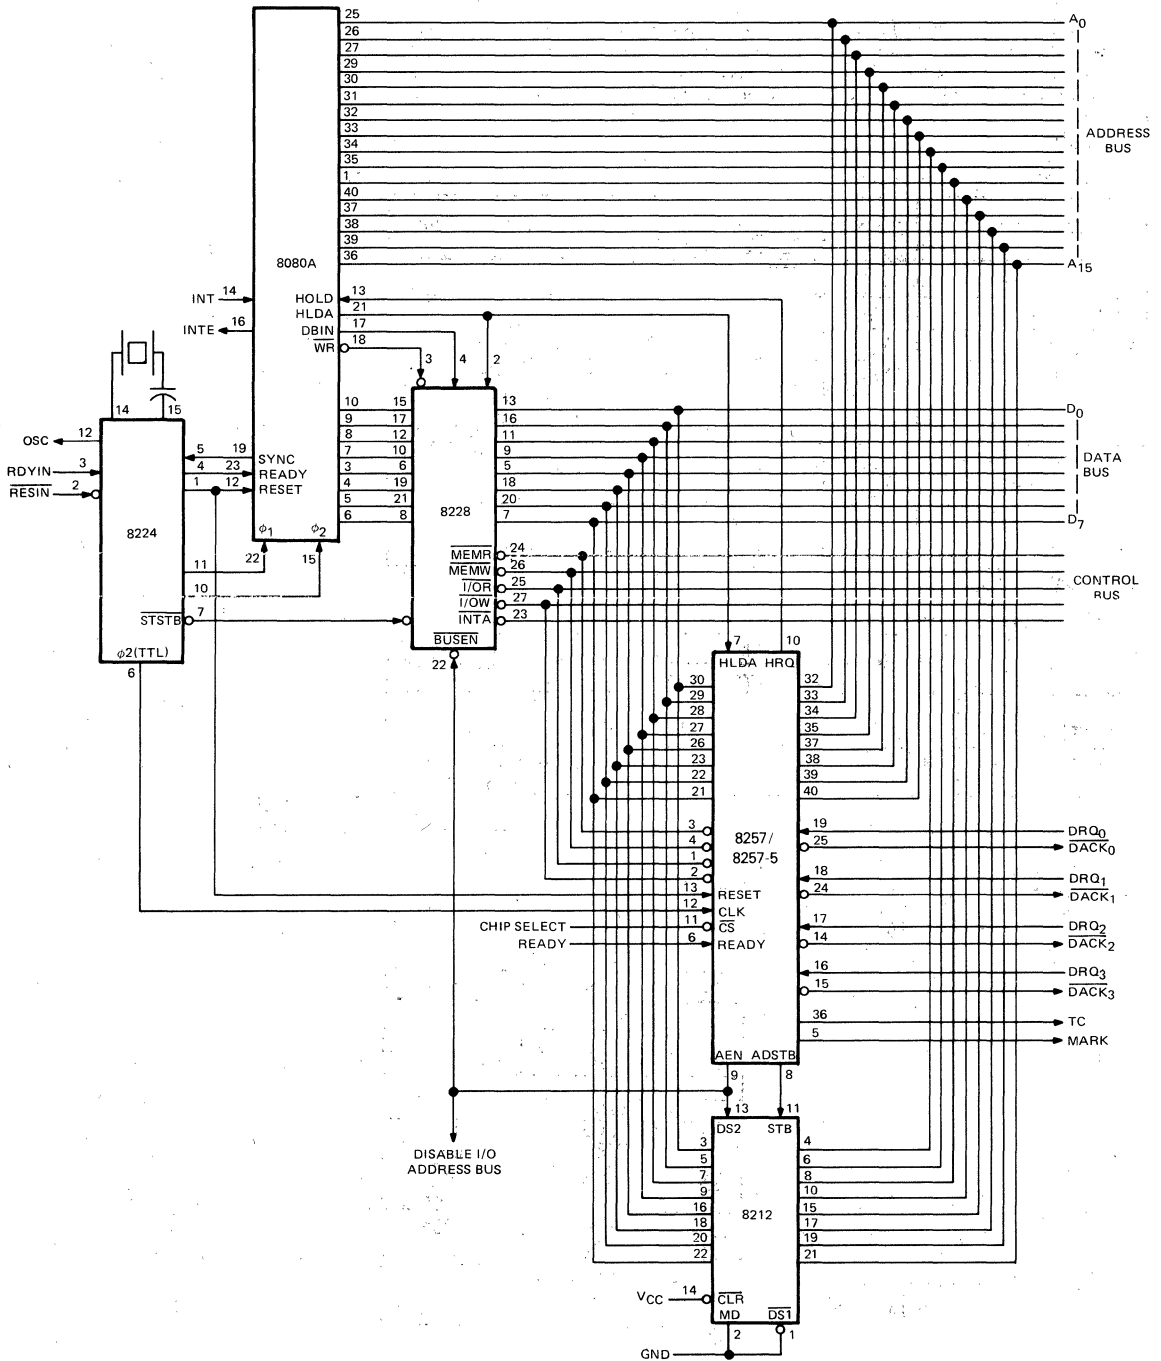 25
A0
26
27
29
30
31
32
33
34
35
1
40
37
38
39
36
A15
ADDRESS
BUS
8080A
INT 14
HOLD 13
HLDA 21
INTE 16
DBIN 17
WR 18
3 4 2
14 15
OSC 12
RDYIN 3
RESIN 2
5 19 SYNC
4 23 READY
1 12 RESET
8224
φ1 φ2
11 22
10 15
STSTB 7
φ2(TTL)
6
10 15 13 D0
9 17 16
8 12 11
7 10 9
3 6 5
4 19 18
5 21 20
6 8 7 D7
DATA
BUS
8228
MEMR 24
MEMW 26
I/OR 25
I/OW 27
INTA 23
CONTROL
BUS
BUSEN
22
7 10
HLDA HRQ
30 32
29 33
28 34
27 35
26 37
23 38
22 39
21 40
8257/
8257-5
3 19 DRQ0
4 25 DACK0
1 18 DRQ1
2 24 DACK1
13 RESET
12 CLK
CHIP SELECT 11 CS
17 DRQ2
READY 6 READY
14 DACK2
16 DRQ3
15 DACK3
36 TC
5 MARK
AEN ADSTB
9 8
13 11
DS2 STB
DISABLE I/O
ADDRESS BUS
3 4
5 6
7 8
9 10
16 15
18 17
20 19
22 21
8212
VCC 14 CLR
MD DS1
2 1
GND